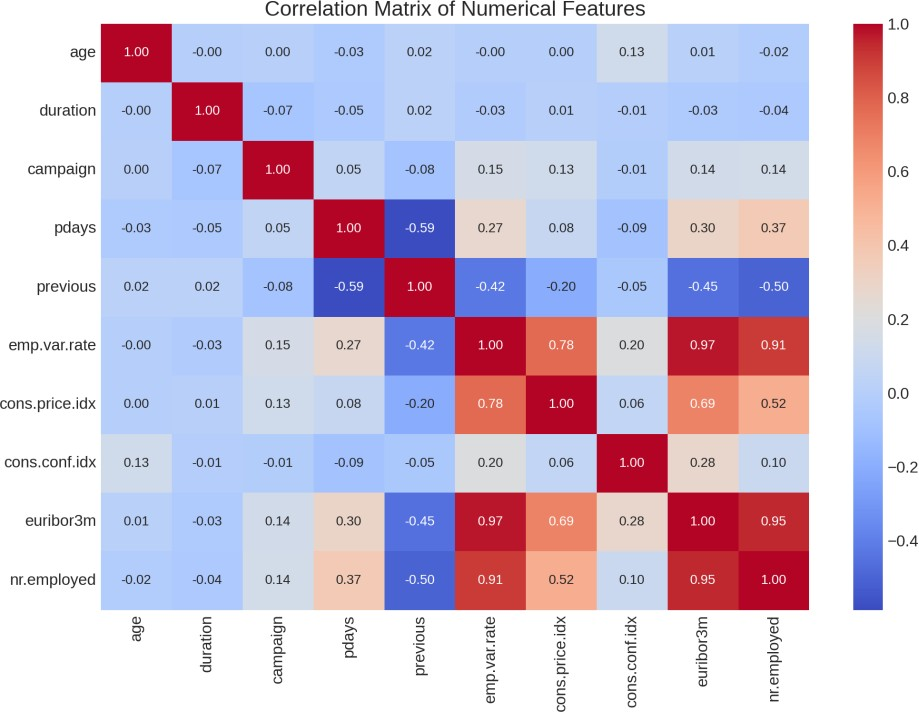 Correlation Matrix of Numerical Features
age 1.00 -0.00 0.00 -0.03 0.02 -0.00 0.00 0.13 0.01 -0.02
duration -0.00 1.00 -0.07 -0.05 0.02 -0.03 0.01 -0.01 -0.03 -0.04
campaign 0.00 -0.07 1.00 0.05 -0.08 0.15 0.13 -0.01 0.14 0.14
pdays -0.03 -0.05 0.05 1.00 -0.59 0.27 0.08 -0.09 0.30 0.37
previous 0.02 0.02 -0.08 -0.59 1.00 -0.42 -0.20 -0.05 -0.45 -0.50
emp.var.rate -0.00 -0.03 0.15 0.27 -0.42 1.00 0.78 0.20 0.97 0.91
cons.price.idx 0.00 0.01 0.13 0.08 -0.20 0.78 1.00 0.06 0.69 0.52
cons.conf.idx 0.13 -0.01 -0.01 -0.09 -0.05 0.20 0.06 1.00 0.28 0.10
euribor3m 0.01 -0.03 0.14 0.30 -0.45 0.97 0.69 0.28 1.00 0.95
nr.employed -0.02 -0.04 0.14 0.37 -0.50 0.91 0.52 0.10 0.95 1.00
age duration campaign pdays previous emp.var.rate cons.price.idx cons.conf.idx euribor3m nr.employed
1.0
0.8
0.6
0.4
0.2
0.0
−0.2
−0.4